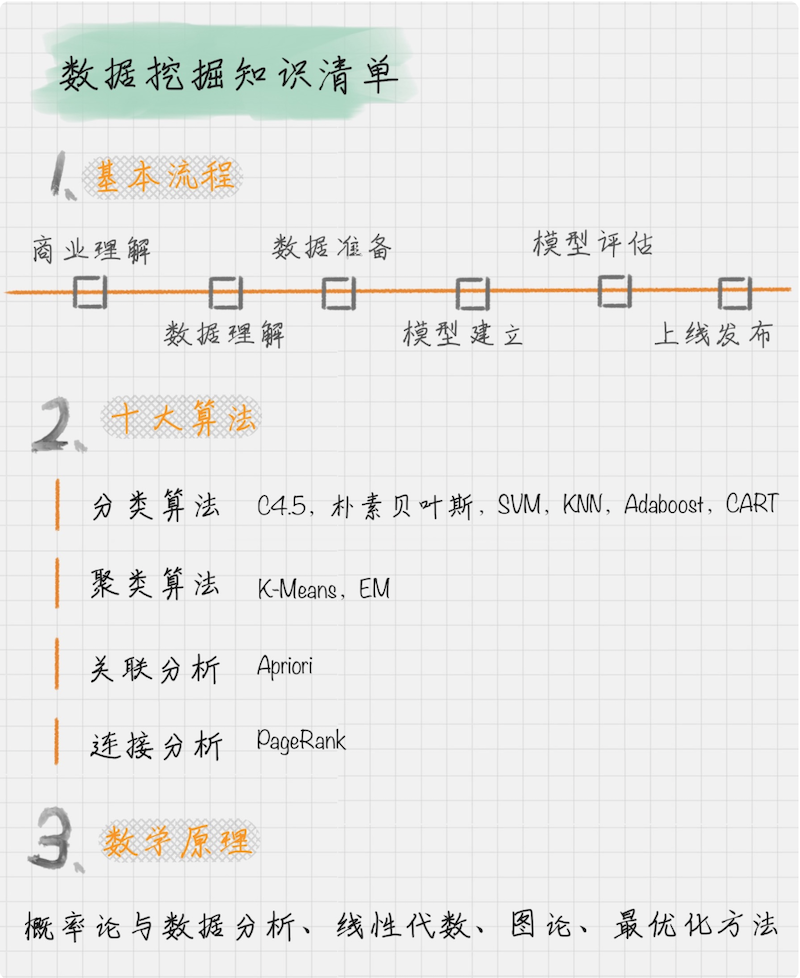 数据挖掘知识清单
1、基本流程
商业理解 数据准备 模型评估
数据理解 模型建立 上线发布
2、十大算法
分类算法 C4.5, 朴素贝叶斯, SVM, KNN, Adaboost, CART
聚类算法 K-Means, EM
关联分析 Apriori
连接分析 PageRank
3、数学原理
概率论与数据分析、线性代数、图论、最优化方法